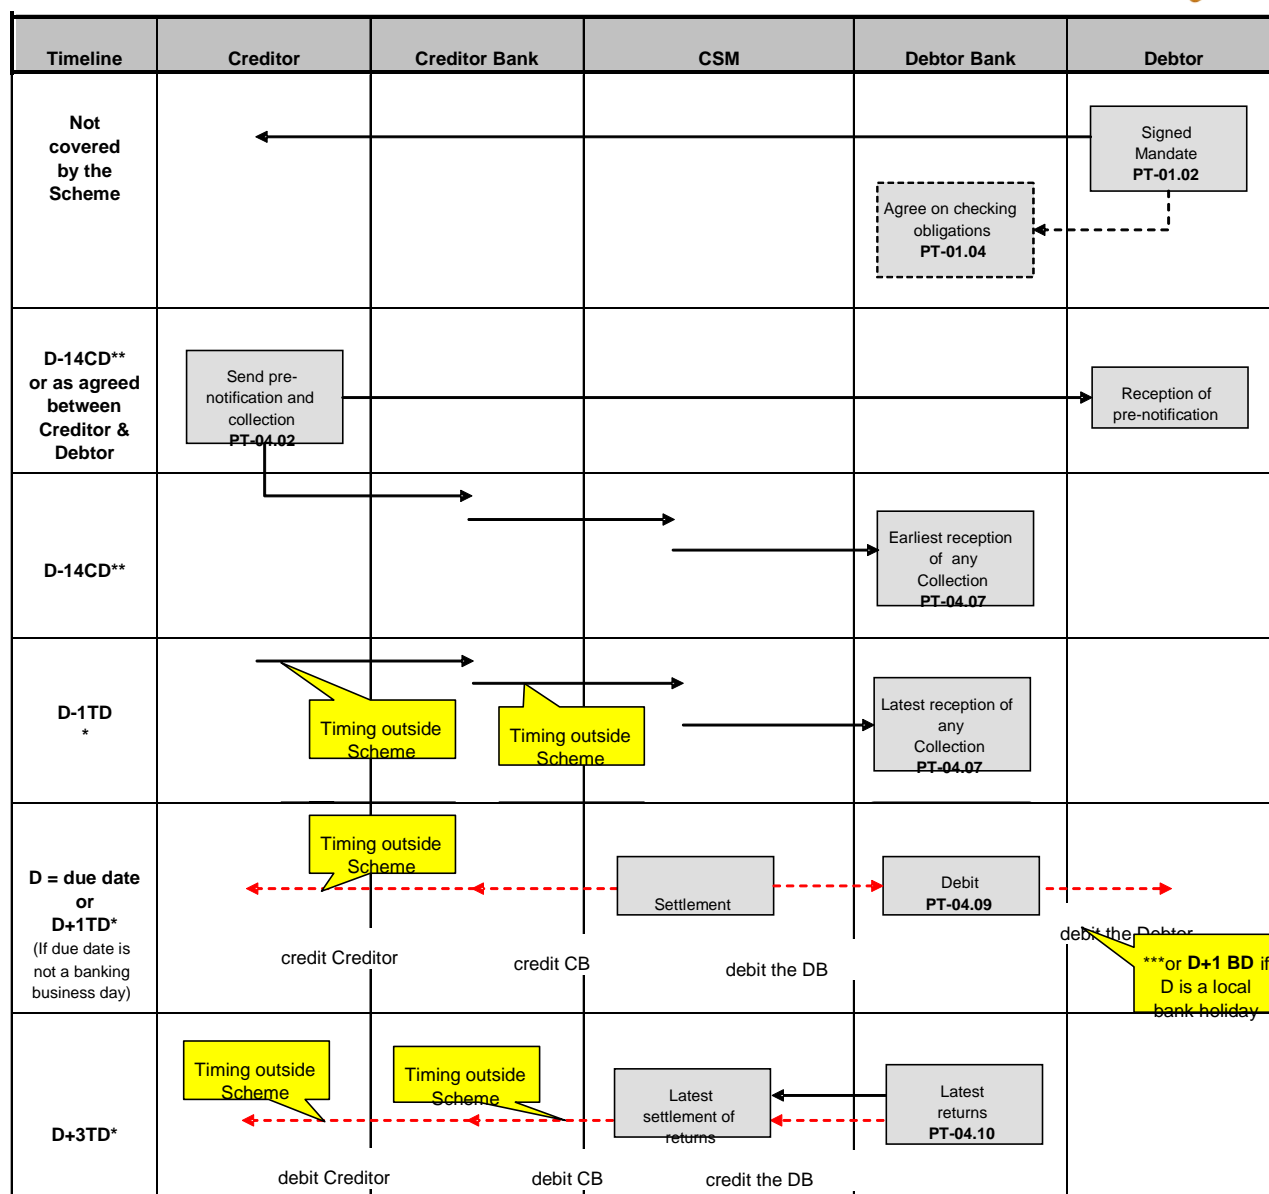 Timeline
Creditor
Creditor Bank
CSM
Debtor Bank
Debtor
Not
covered
by the
Scheme
Signed
Mandate
PT-01.02
Agree on checking
obligations
PT-01.04
D-14CD**
or as agreed
between
Creditor &
Debtor
Send pre-
notification and
collection
PT-04.02
Reception of
pre-notification
D-14CD**
Earliest reception
of any
Collection
PT-04.07
D-1TD
*
Timing outside
Scheme
Timing outside
Scheme
Latest reception of
any
Collection
PT-04.07
D = due date
or
D+1TD*
(If due date is
not a banking
business day)
Timing outside
Scheme
Settlement
Debit
PT-04.09
credit Creditor
credit CB
debit the DB
debit the Debtor
***or D+1 BD if
D is a local
bank holiday
D+3TD*
Timing outside
Scheme
Timing outside
Scheme
Latest
settlement of
returns
Latest
returns
PT-04.10
debit Creditor
debit CB
credit the DB